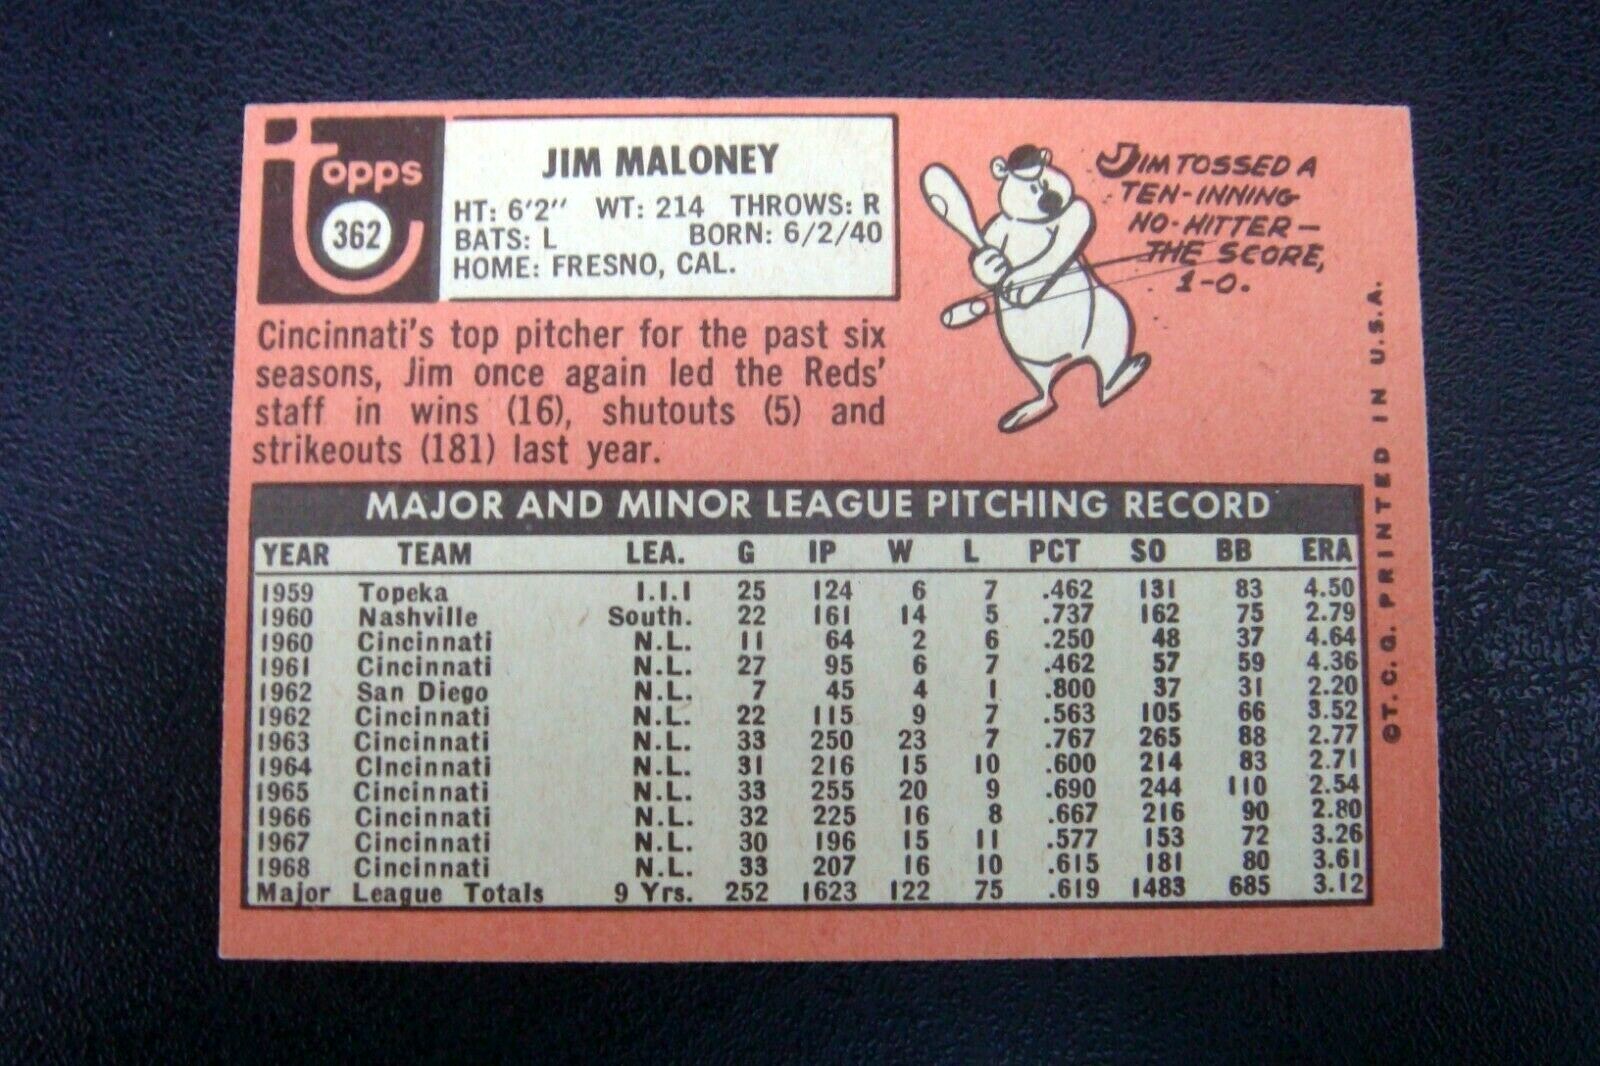 topps
362
JIM MALONEY
HT: 6'2" WT: 214 THROWS: R
BATS: L BORN: 6/2/40
HOME: FRESNO, CAL.
JIM TOSSED A
TEN-INNING
NO-HITTER—
THE SCORE,
1-0.
Cincinnati's top pitcher for the past six
seasons, Jim once again led the Reds'
staff in wins (16), shutouts (5) and
strikeouts (181) last year.
MAJOR AND MINOR LEAGUE PITCHING RECORD
YEAR TEAM LEA. G IP W L PCT SO BB ERA
1959 Topeka I.I.I 25 124 6 7 .462 131 83 4.50
1960 Nashville South. 22 161 14 5 .737 162 75 2.79
1960 Cincinnati N.L. 11 64 2 6 .250 48 37 4.64
1961 Cincinnati N.L. 27 95 6 7 .462 57 59 4.36
1962 San Diego N.L. 7 45 4 1 .800 37 31 2.20
1962 Cincinnati N.L. 22 115 9 7 .563 105 66 3.52
1963 Cincinnati N.L. 33 250 23 7 .767 265 88 2.77
1964 Cincinnati N.L. 31 216 15 10 .600 214 83 2.71
1965 Cincinnati N.L. 33 255 20 9 .690 244 110 2.54
1966 Cincinnati N.L. 32 225 16 8 .667 216 90 2.80
1967 Cincinnati N.L. 30 196 15 11 .577 153 72 3.26
1968 Cincinnati N.L. 33 207 16 10 .615 181 80 3.61
Major League Totals 9 Yrs. 252 1623 122 75 .619 1483 685 3.12
©T.C.G. PRINTED IN U.S.A.